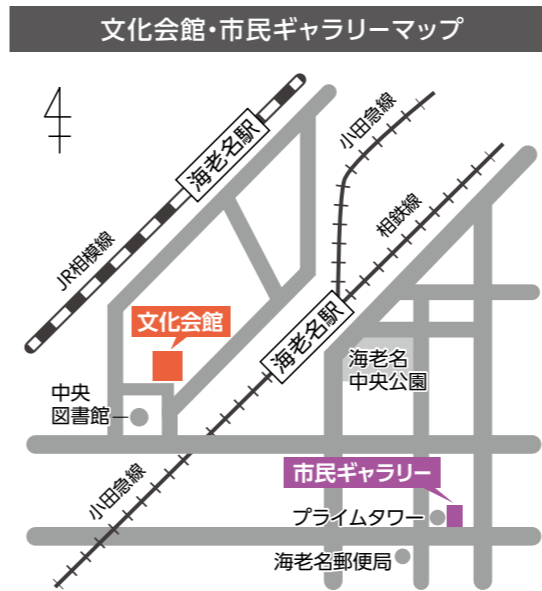 文化会館・市民ギャラリーマップ
海老名駅
小田急線
相鉄線
JR相模線
文化会館
海老名駅
海老名
中央公園
中央
図書館
小田急線
市民ギャラリー
プライムタワー
海老名郵便局